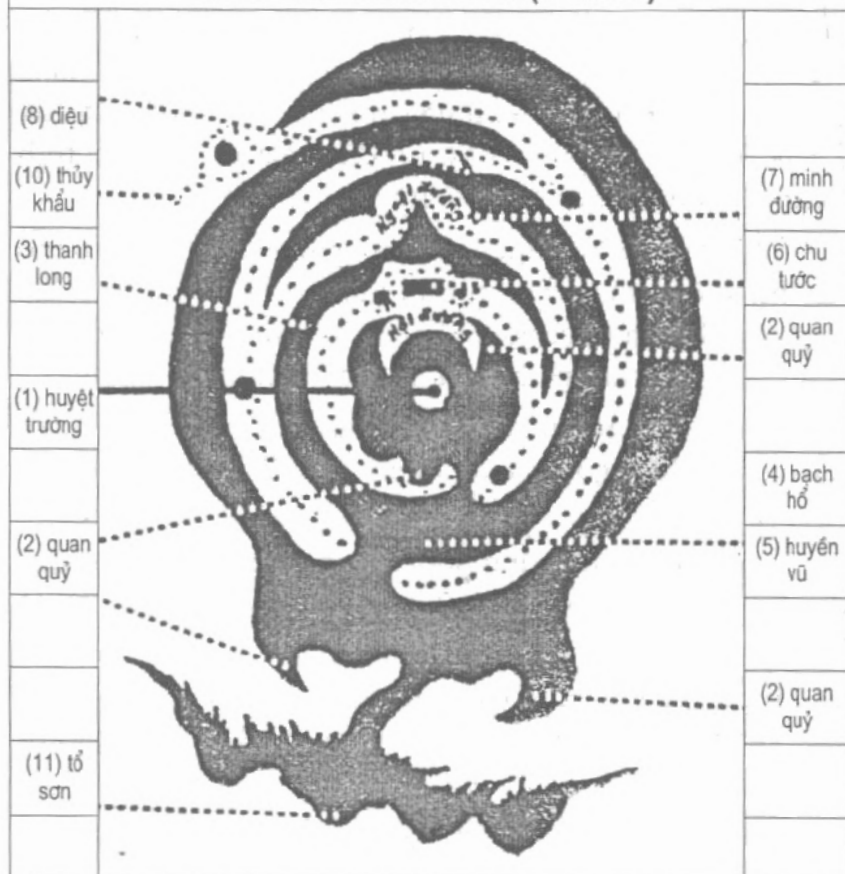 (8) diệu
(10) thủy
khẩu
(3) thanh
long
(1) huyệt
trường
(2) quan
quỷ
(11) tổ
sơn
(7) minh
đường
(6) chu
tước
(2) quan
quỷ
(4) bạch
hổ
(5) huyền
vũ
(2) quan
quỷ